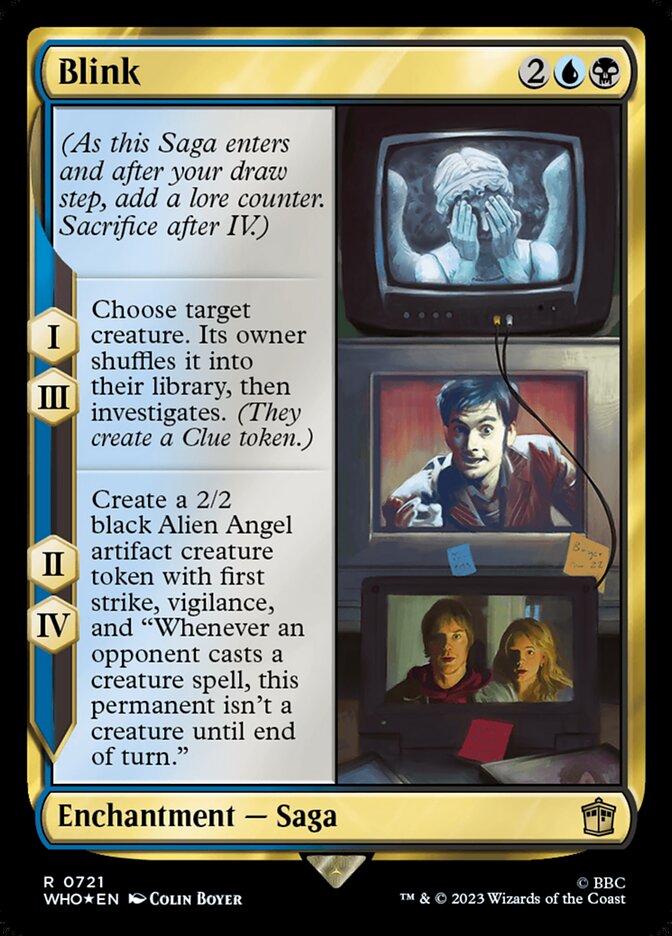 Blink
2
(As this Saga enters
and after your draw
step, add a lore counter.
Sacrifice after IV.)
I
III
Choose target
creature. Its owner
shuffles it into
their library, then
investigates. (They
create a Clue token.)
II
IV
Create a 2/2
black Alien Angel
artifact creature
token with first
strike, vigilance,
and “Whenever an
opponent casts a
creature spell, this
permanent isn’t a
creature until end
of turn.”
Enchantment — Saga
R 0721
WHO★EN Colin Boyer
© BBC
™ & © 2023 Wizards of the Coast